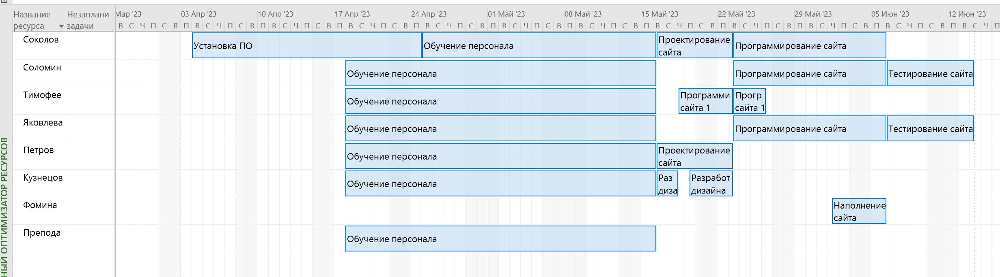 Название
ресурса
Незаплани
задачи
Мар '23 03 Апр '23 10 Апр '23 17 Апр '23 24 Апр '23 01 Май '23 08 Май '23 15 Май '23 22 Май '23 29 Май '23 05 Июн '23 12 Июн '23
В С Ч П С В П В С Ч П С В П В С Ч П С В П В С Ч П С В П В С Ч П С В П В С Ч П С В П В С Ч П С В П В С Ч П С В П В С Ч П С В П В С Ч П С В П В С Ч П С В П В С Ч П
Соколов
Установка ПО
Обучение персонала
Проектирование
сайта
Программирование сайта
Соломин
Обучение персонала
Программирование сайта
Тестирование сайта
Тимофее
Обучение персонала
Программи
сайта 1
Прогр
сайта 1
Яковлева
Обучение персонала
Программирование сайта
Тестирование сайта
Петров
Обучение персонала
Проектирование
сайта
Кузнецов
Обучение персонала
Раз
диза
Разработ
дизайна
Фомина
Наполнение
сайта
Препода
Обучение персонала
НЫЙ ОПТИМИЗАТОР РЕСУРСОВ